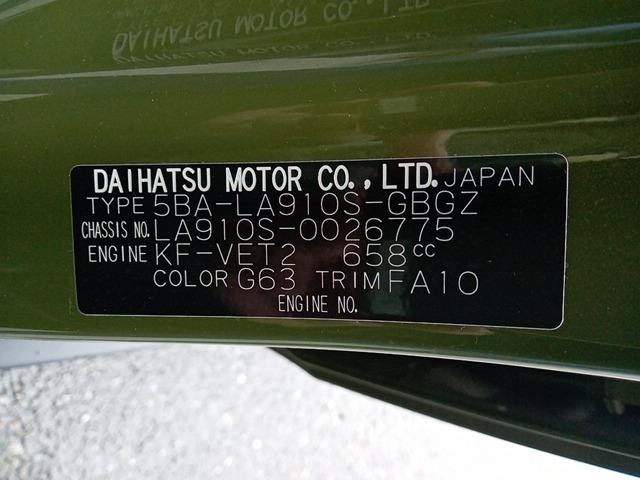 DAIHATSU MOTOR CO., LTD. JAPAN
TYPE 5BA-LA910S-GBGZ
CHASSIS NO. LA910S-0026775
ENGINE KF-VET2 658cc
COLOR G63 TRIM FA10
ENGINE NO.